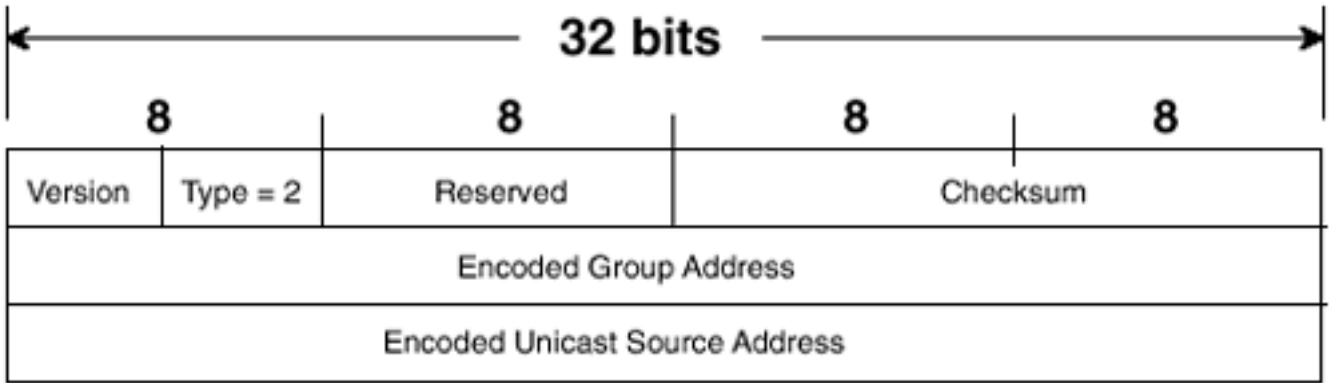 32 bits
8 8 8 8
Version Type = 2 Reserved Checksum
Encoded Group Address
Encoded Unicast Source Address